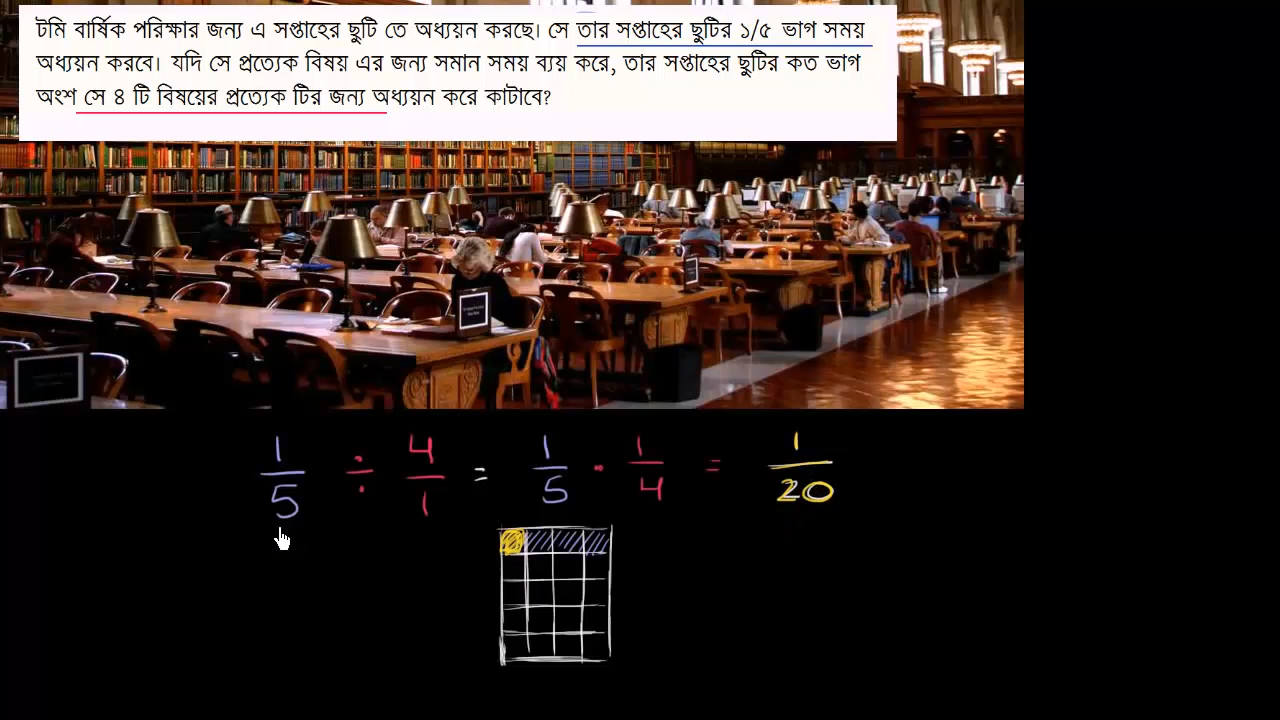 টমি বার্ষিক পরিক্ষার জন্য এ সপ্তাহের ছুটি তে অধ্যয়ন করছে। সে তার সপ্তাহের ছুটির ১/৫ ভাগ সময়
অধ্যয়ন করবে। যদি সে প্রত্যেক বিষয় এর জন্য সমান সময় ব্যয় করে, তার সপ্তাহের ছুটির কত ভাগ
অংশ সে ৪ টি বিষয়ের প্রত্যেক টির জন্য অধ্যয়ন করে কাটাবে?
1/5 ÷ 4/1 = 1/5 · 1/4 = 1/20